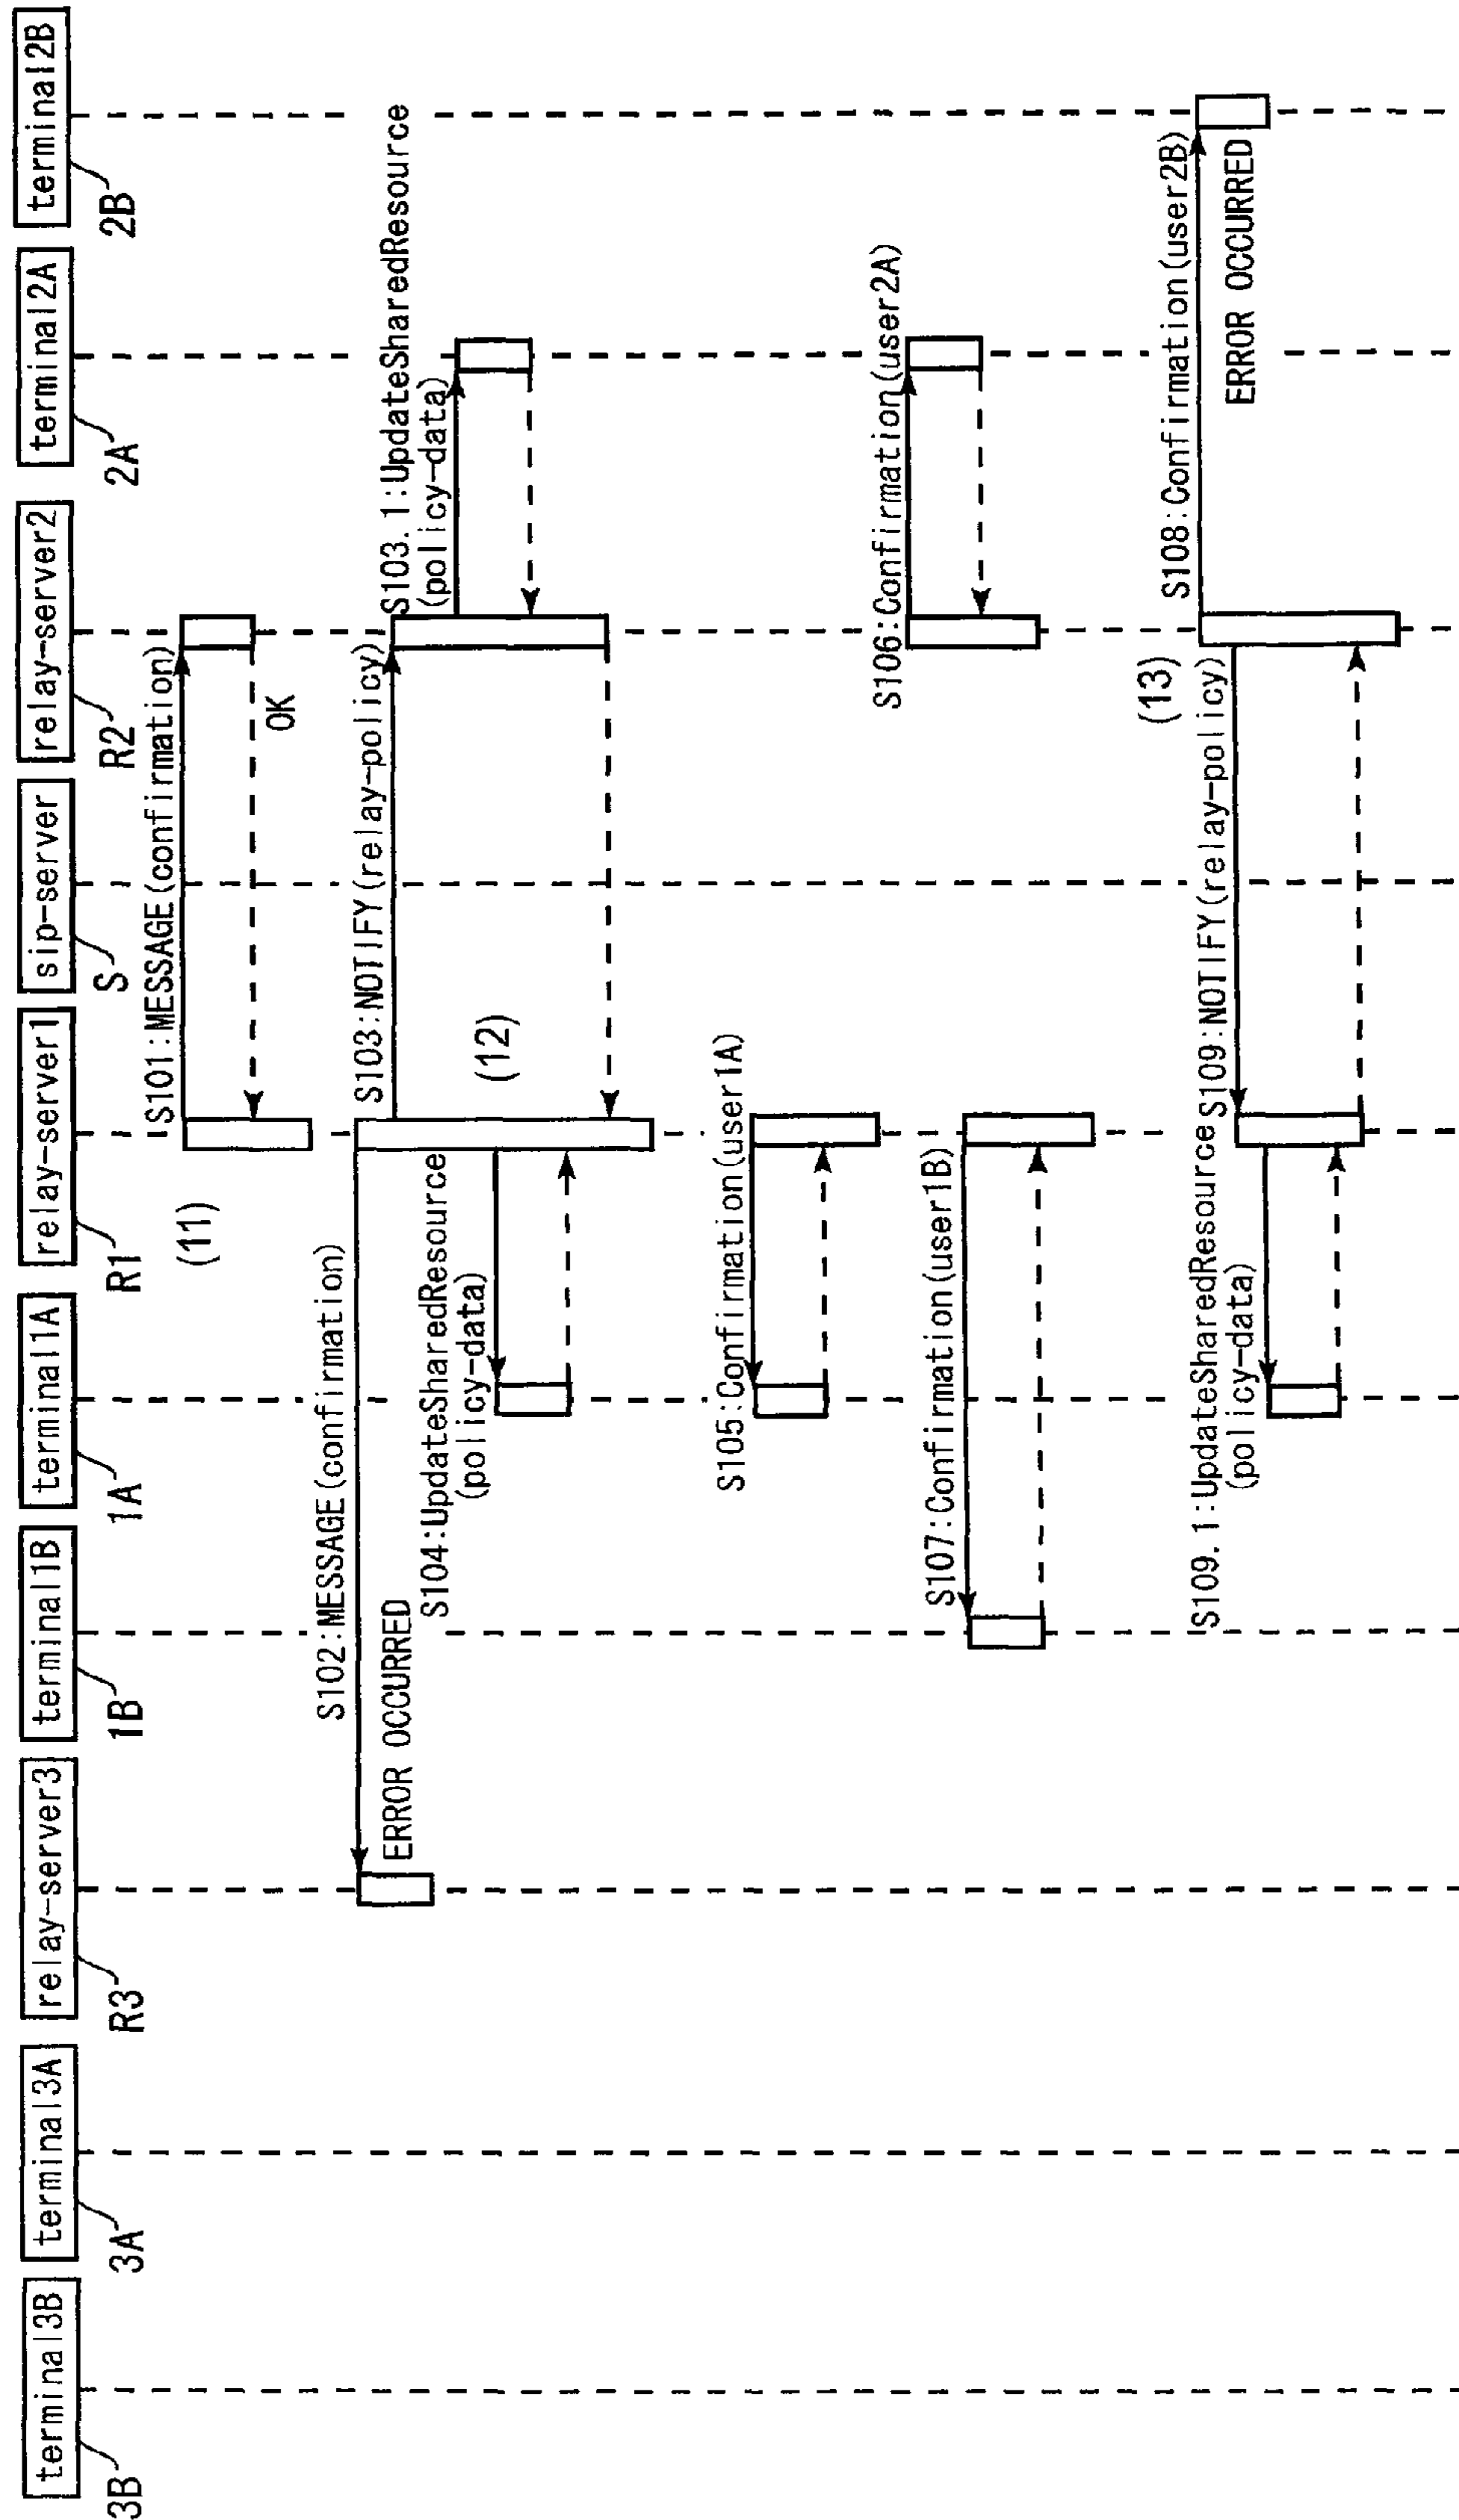 terminal3B
terminal3A
relay-server3
terminal1B
terminal1A
relay-server1
sip-server
relay-server2
terminal2A
terminal2B
3B
3A
R3
1B
1A
R1
S
R2
2A
2B
S101:MESSAGE(confirmation)
(11)
OK
S102:MESSAGE(confirmation)
ERROR OCCURRED
S103:NOTIFY(relay-policy)
S103.1:UpdateSharedResource
(policy-data)
S104:UpdateSharedResource
(policy-data)
(12)
S105:Confirmation(user1A)
S106:Confirmation(user2A)
S107:Confirmation(user1B)
S108:Confirmation(user2B)
ERROR OCCURRED
(13)
S109:NOTIFY(relay-policy)
S109.1:UpdateSharedResource
(policy-data)